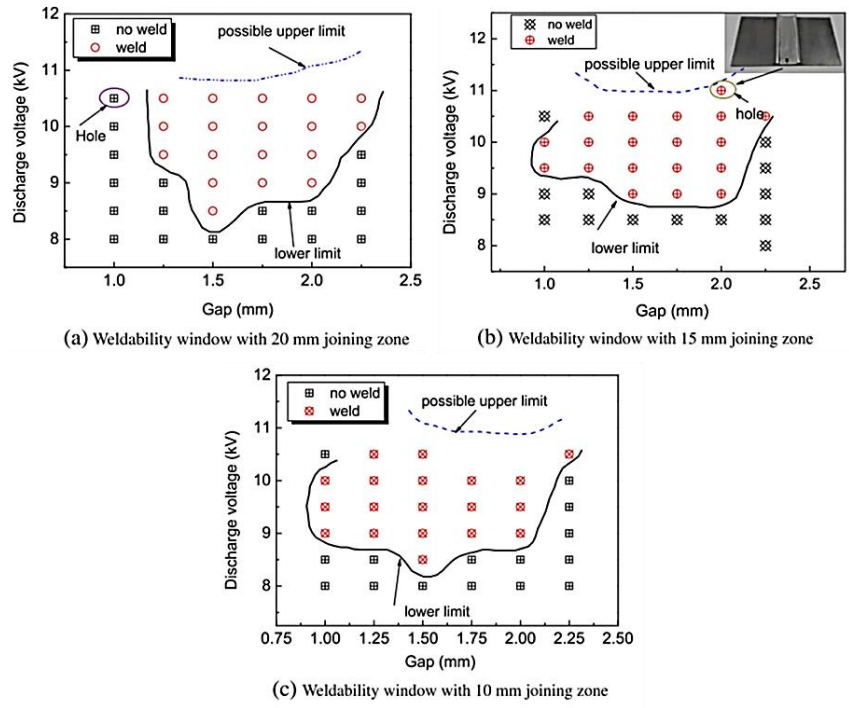 12
11
10
9
8
Discharge voltage (kV)
no weld
weld
possible upper limit
Hole
lower limit
1.0
1.5
2.0
2.5
Gap (mm)
(a) Weldability window with 20 mm joining zone
12
11
10
9
8
Discharge voltage (kV)
no weld
weld
possible upper limit
hole
lower limit
1.0
1.5
2.0
2.5
Gap (mm)
(b) Weldability window with 15 mm joining zone
12
11
10
9
8
Discharge voltage (kV)
no weld
weld
possible upper limit
lower limit
0.75
1.00
1.25
1.50
1.75
2.00
2.25
2.50
Gap (mm)
(c) Weldability window with 10 mm joining zone